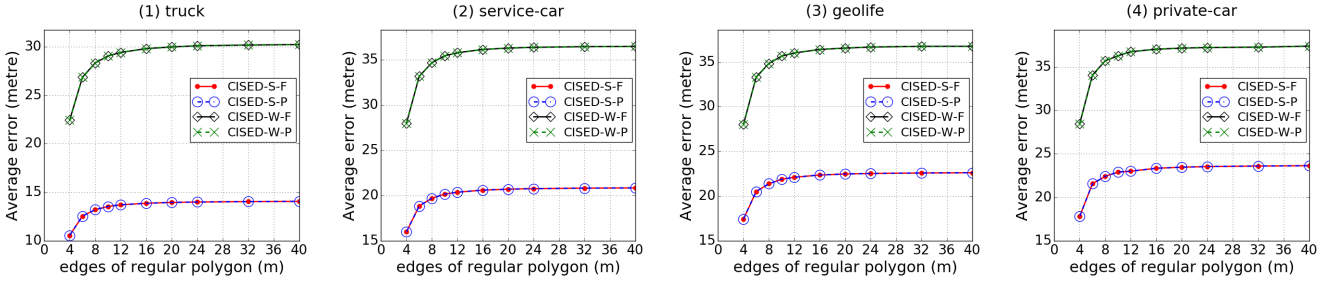 (1) truck
Average error (metre)
30
25
20
15
10
CISED-S-F
CISED-S-P
CISED-W-F
CISED-W-P
0 4 8 12 16 20 24 28 32 36 40
edges of regular polygon (m)
(2) service-car
Average error (metre)
35
30
25
20
15
CISED-S-F
CISED-S-P
CISED-W-F
CISED-W-P
0 4 8 12 16 20 24 28 32 36 40
edges of regular polygon (m)
(3) geolife
Average error (metre)
35
30
25
20
15
CISED-S-F
CISED-S-P
CISED-W-F
CISED-W-P
0 4 8 12 16 20 24 28 32 36 40
edges of regular polygon (m)
(4) private-car
Average error (metre)
35
30
25
20
15
CISED-S-F
CISED-S-P
CISED-W-F
CISED-W-P
0 4 8 12 16 20 24 28 32 36 40
edges of regular polygon (m)